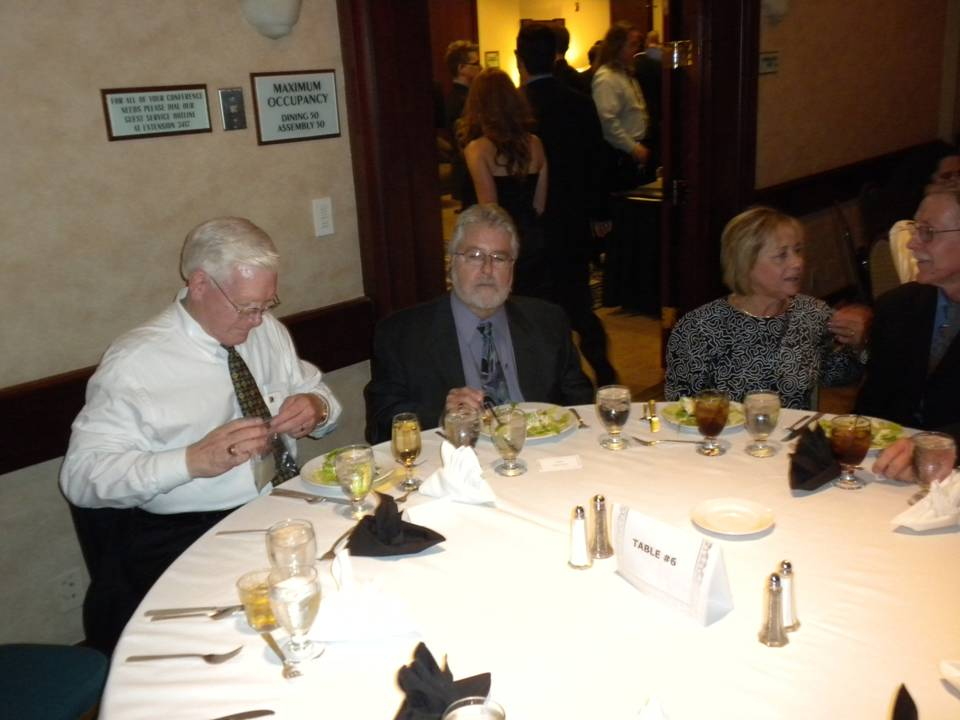 FOR ALL OF YOUR CONFERENCE
NEEDS PLEASE DIAL OUR
GUEST SERVICE HOTLINE
AT EXTENSION 2417
MAXIMUM
OCCUPANCY
DINING 50
ASSEMBLY 50
TABLE #6